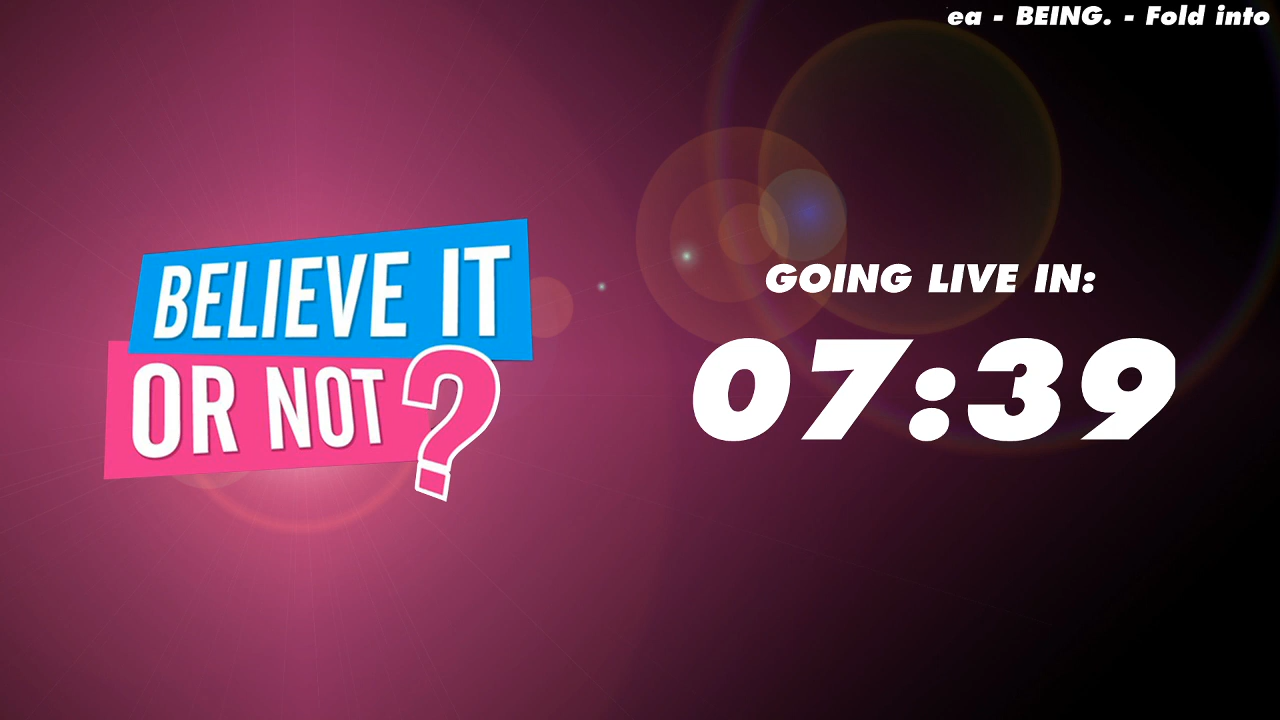 ea - BEING. - Fold into
BELIEVE IT
OR NOT?
GOING LIVE IN:
07:39